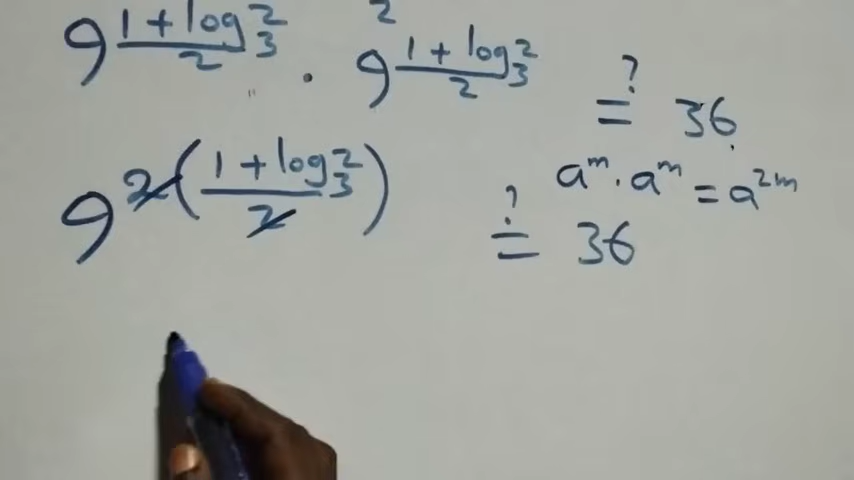 2
9^((1 + log_3^2)/2) · 9^((1 + log_3^2)/2) ≟ 36
a^m · a^m = a^(2m)
9^(2((1 + log_3^2)/2)) ≟ 36